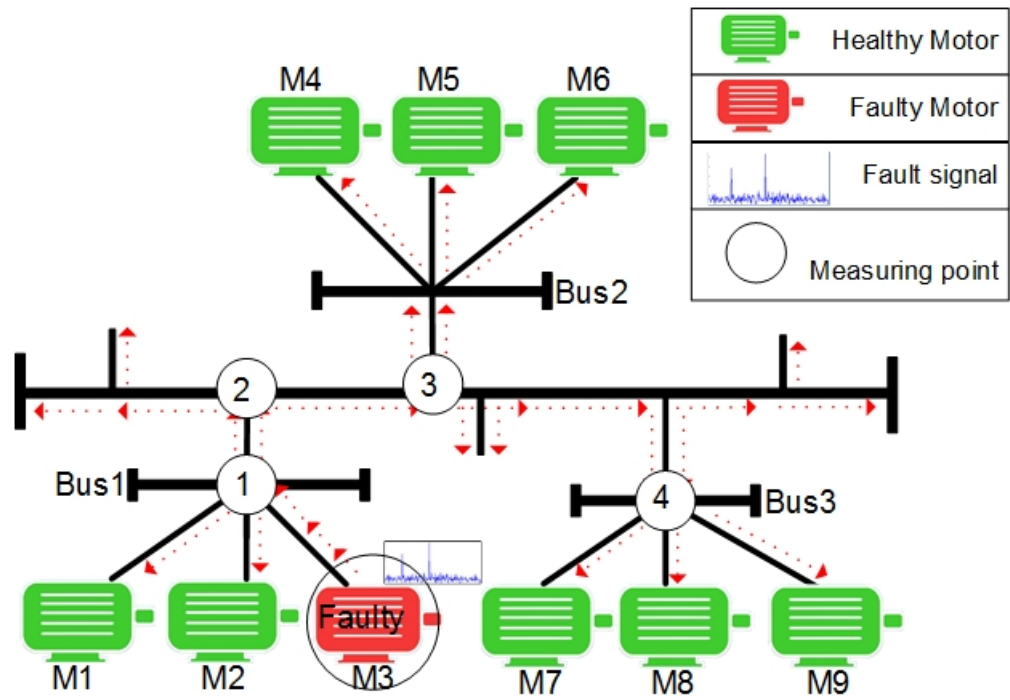 Healthy Motor
Faulty Motor
Fault signal
Measuring point
M4 M5 M6
Bus2
2 3
Bus1 1 4 Bus3
Faulty
M1 M2 M3 M7 M8 M9